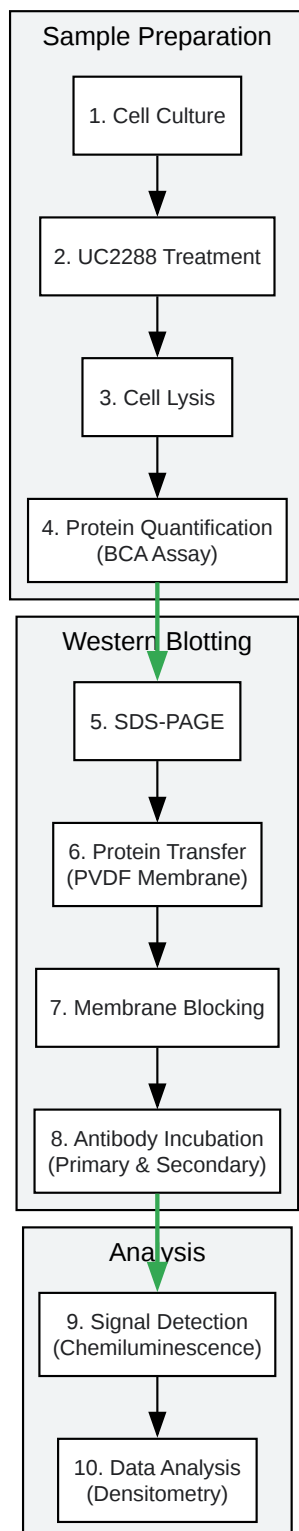 Sample Preparation
1. Cell Culture
2. UC2288 Treatment
3. Cell Lysis
4. Protein Quantification
(BCA Assay)
Western Blotting
5. SDS-PAGE
6. Protein Transfer
(PVDF Membrane)
7. Membrane Blocking
8. Antibody Incubation
(Primary & Secondary)
Analysis
9. Signal Detection
(Chemiluminescence)
10. Data Analysis
(Densitometry)